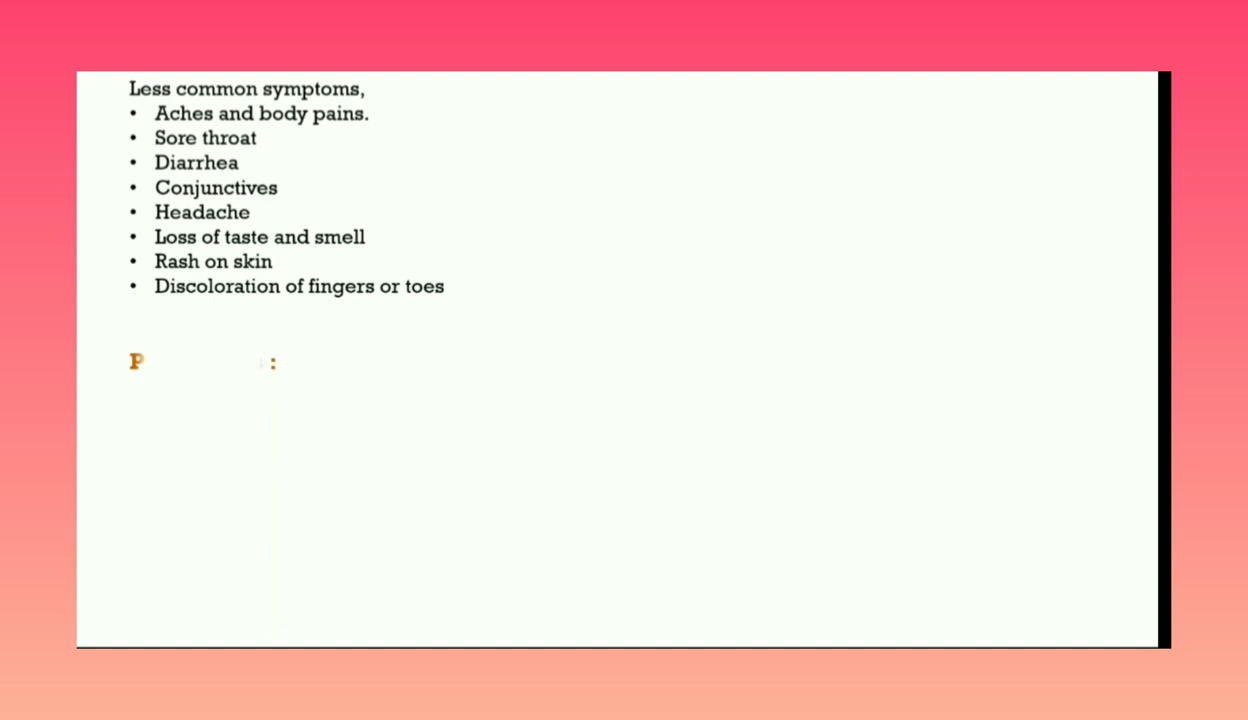 Less common symptoms,
• Aches and body pains.
• Sore throat
• Diarrhea
• Conjunctives
• Headache
• Loss of taste and smell
• Rash on skin
• Discoloration of fingers or toes
P :